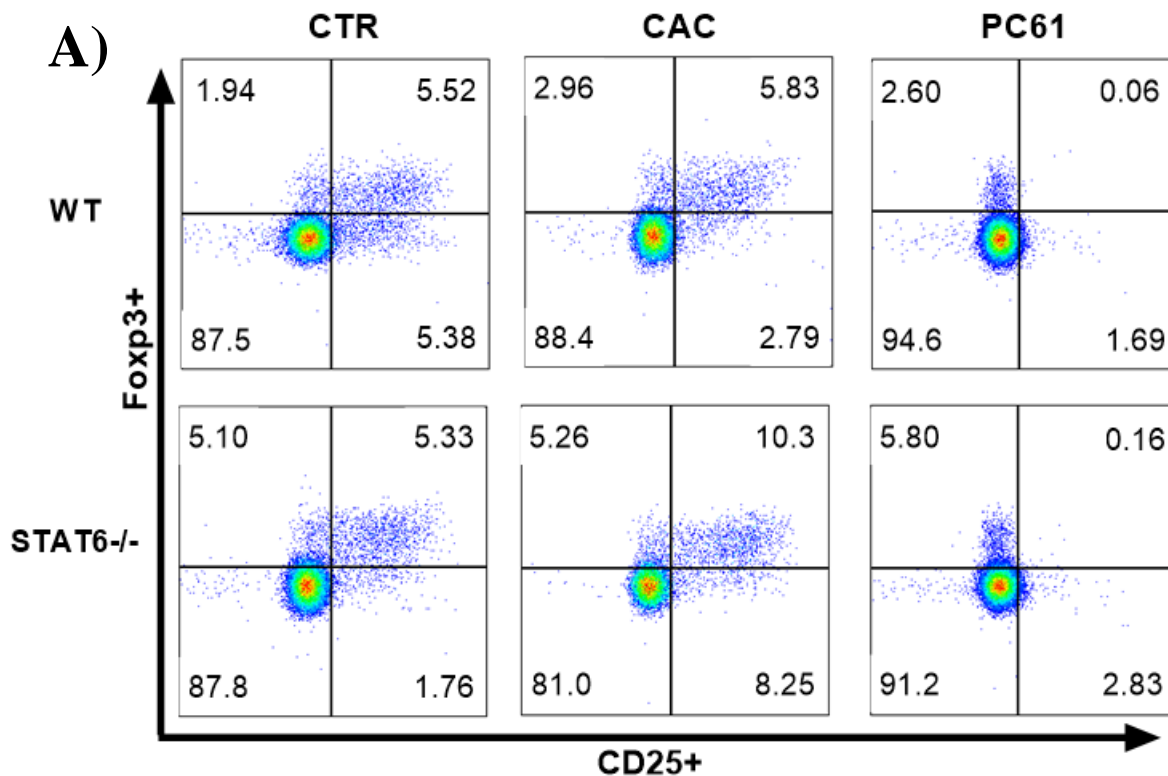 A)
CTR CAC PC61
1.94 5.52 2.96 5.83 2.60 0.06
WT
87.5 5.38 88.4 2.79 94.6 1.69
Foxp3+
5.10 5.33 5.26 10.3 5.80 0.16
STAT6-/-
87.8 1.76 81.0 8.25 91.2 2.83
CD25+